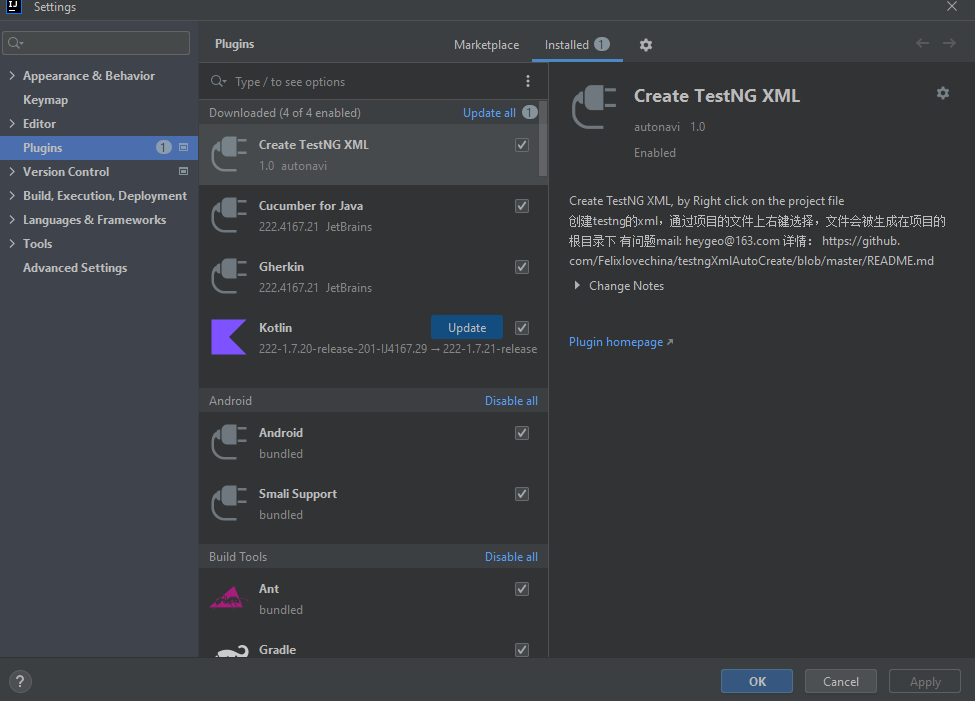 IJ Settings
Plugins
Marketplace Installed 1
Appearance & Behavior
Keymap
Editor
Plugins 1
Version Control
Build, Execution, Deployment
Languages & Frameworks
Tools
Advanced Settings
Type / to see options
Downloaded (4 of 4 enabled) Update all 1
Create TestNG XML
1.0 autonavi
Cucumber for Java
222.4167.21 JetBrains
Gherkin
222.4167.21 JetBrains
Kotlin Update
222-1.7.20-release-201-IJ4167.29 → 222-1.7.21-release
Android Disable all
Android
bundled
Smali Support
bundled
Build Tools Disable all
Ant
bundled
Gradle
Create TestNG XML
autonavi 1.0
Enabled
Create TestNG XML, by Right click on the project file
创建testng的xml，通过项目的文件上右键选择，文件会被生成在项目的
根目录下 有问题mail: heygeo@163.com 详情： https://github.
com/Felixlovechina/testngXmlAutoCreate/blob/master/README.md
Change Notes
Plugin homepage ↗
? OK Cancel Apply